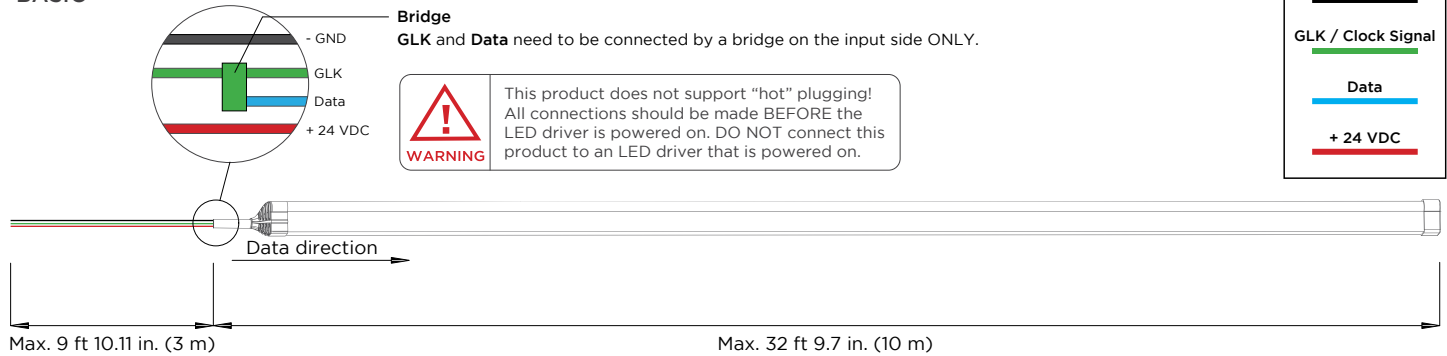 Bridge
GLK and Data need to be connected by a bridge on the input side ONLY.
- GND
GLK
Data
+ 24 VDC
WARNING
This product does not support “hot” plugging!
All connections should be made BEFORE the
LED driver is powered on. DO NOT connect this
product to an LED driver that is powered on.
GLK / Clock Signal
Data
+ 24 VDC
Data direction
Max. 9 ft 10.11 in. (3 m)
Max. 32 ft 9.7 in. (10 m)